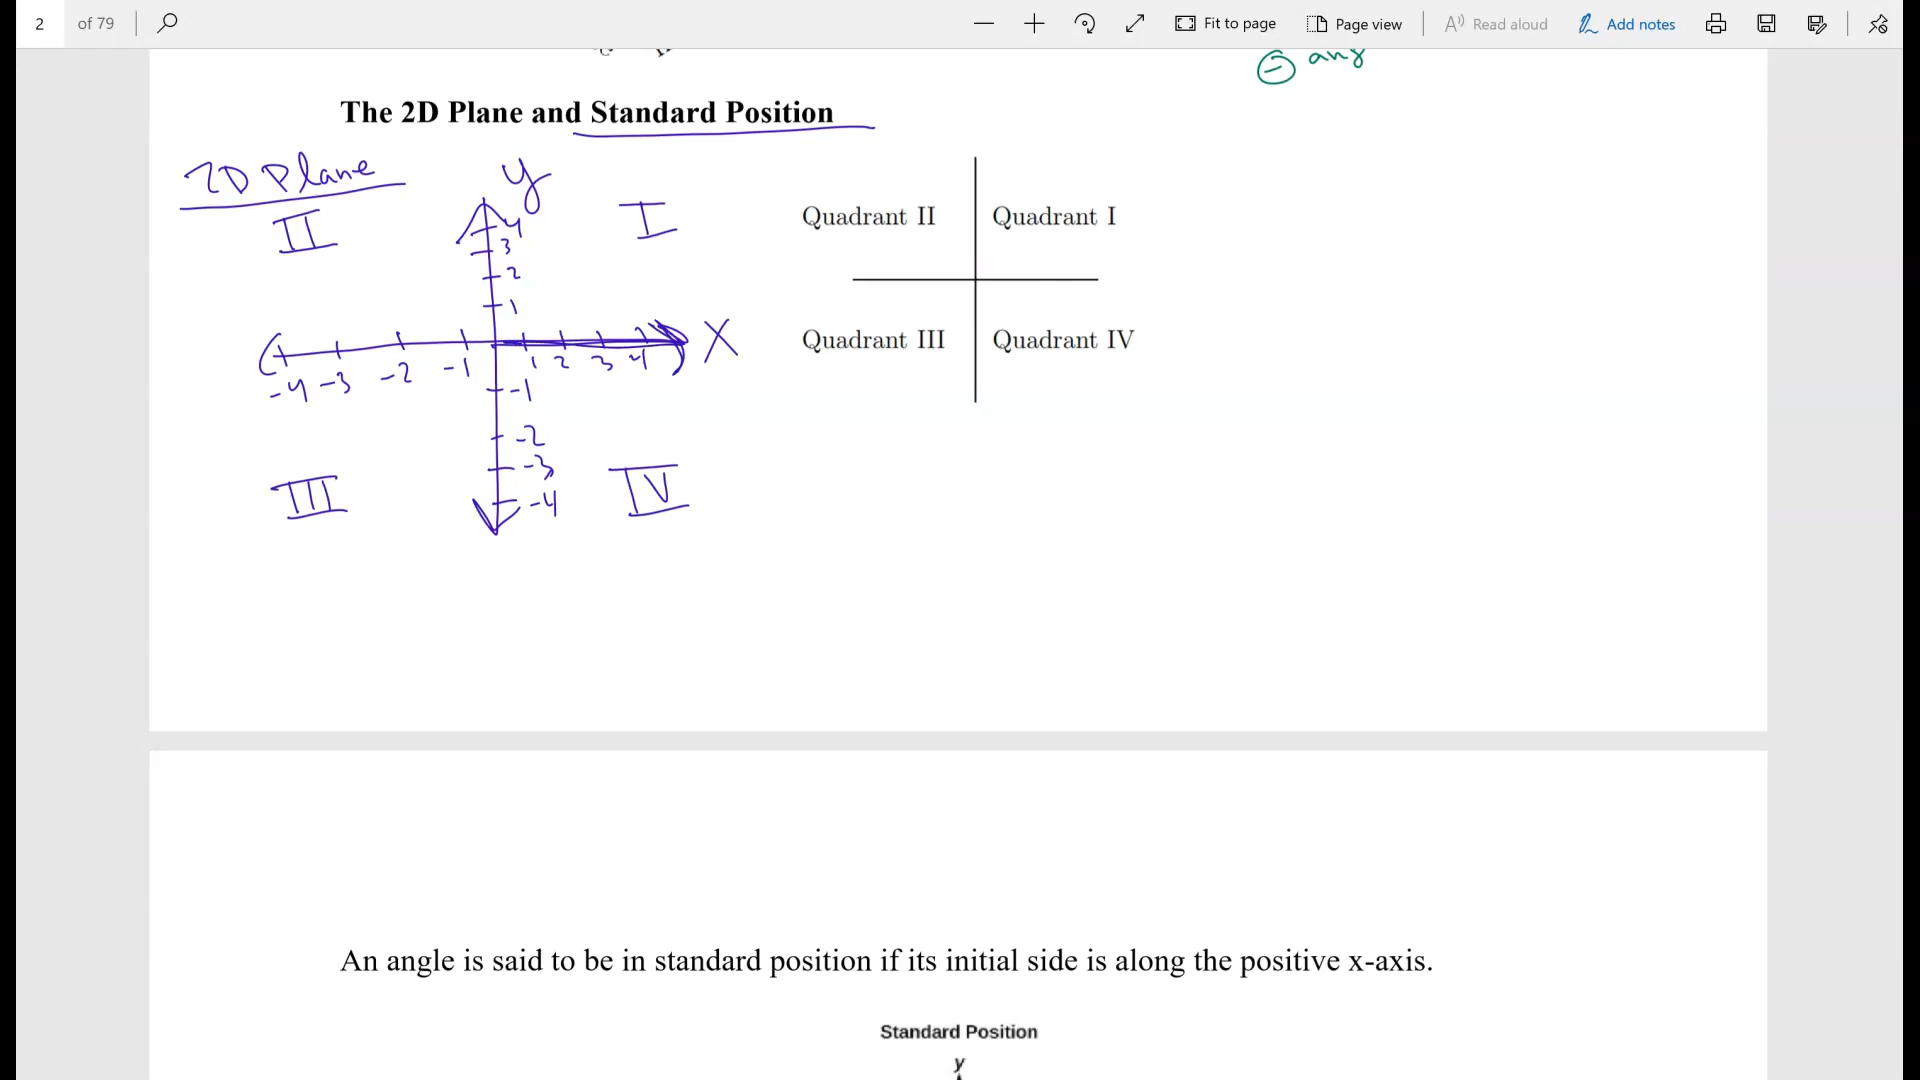 2 of 79 Fit to page Page view Read aloud Add notes
⊖ ang
The 2D Plane and Standard Position
2D Plane
y
II I
4
3
2
1
x
-4 -3 -2 -1 1 2 3 4
-1
-2
-3
-4
III IV
Quadrant II Quadrant I
Quadrant III Quadrant IV
An angle is said to be in standard position if its initial side is along the positive x-axis.
Standard Position
y